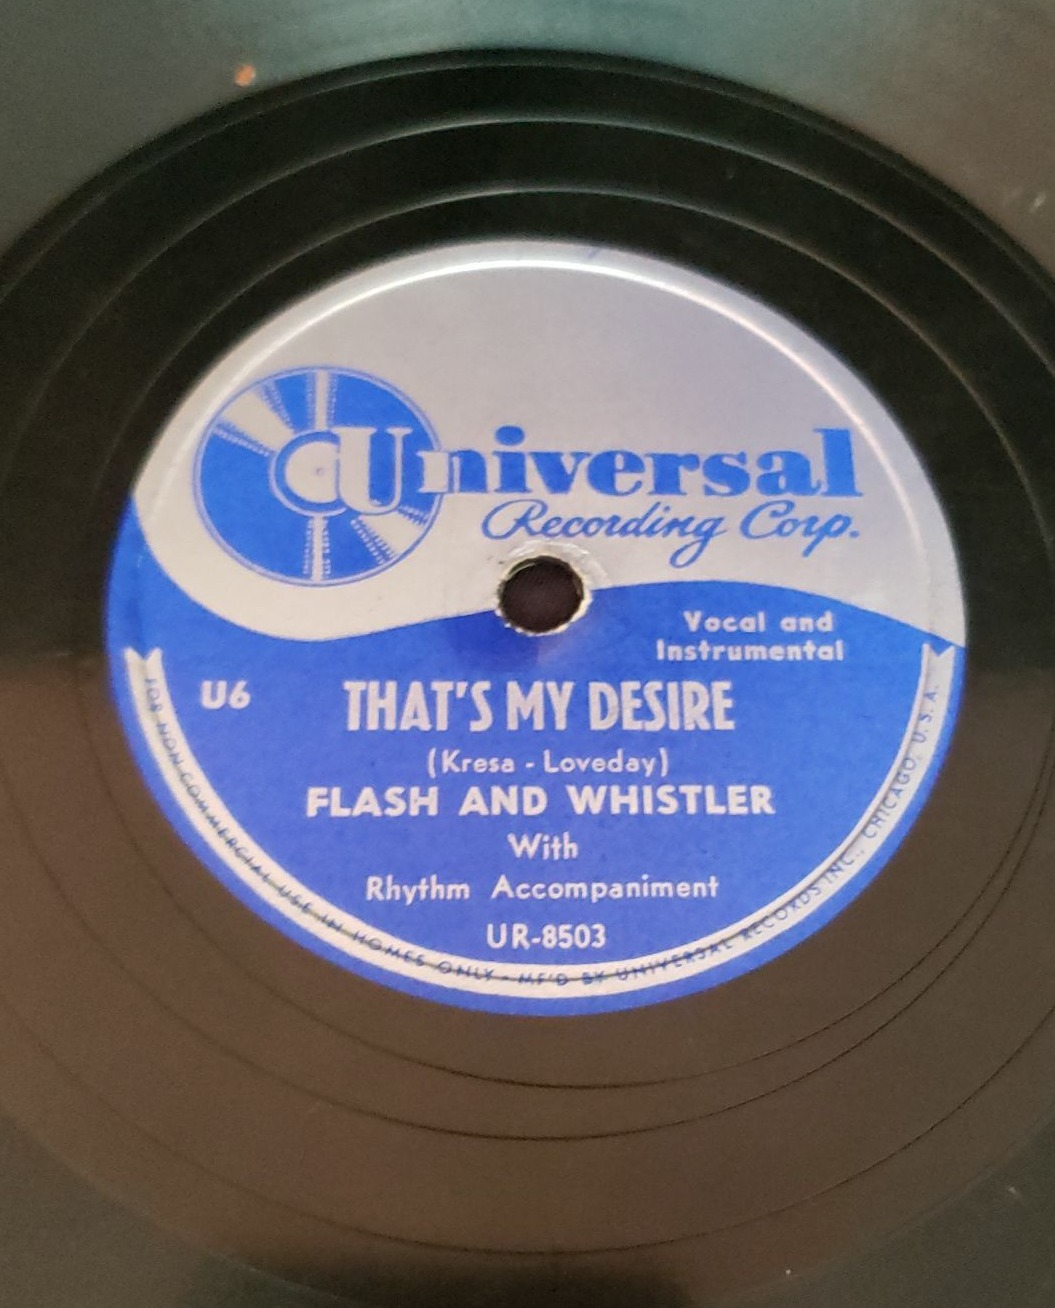 Universal
Recording Corp.
Vocal and
Instrumental
U6
THAT'S MY DESIRE
(Kresa - Loveday)
FLASH AND WHISTLER
With
Rhythm Accompaniment
UR-8503
FOR NON COMMERCIAL USE IN HOMES ONLY - MF'D BY UNIVERSAL RECORDS INC., CHICAGO, U.S.A.